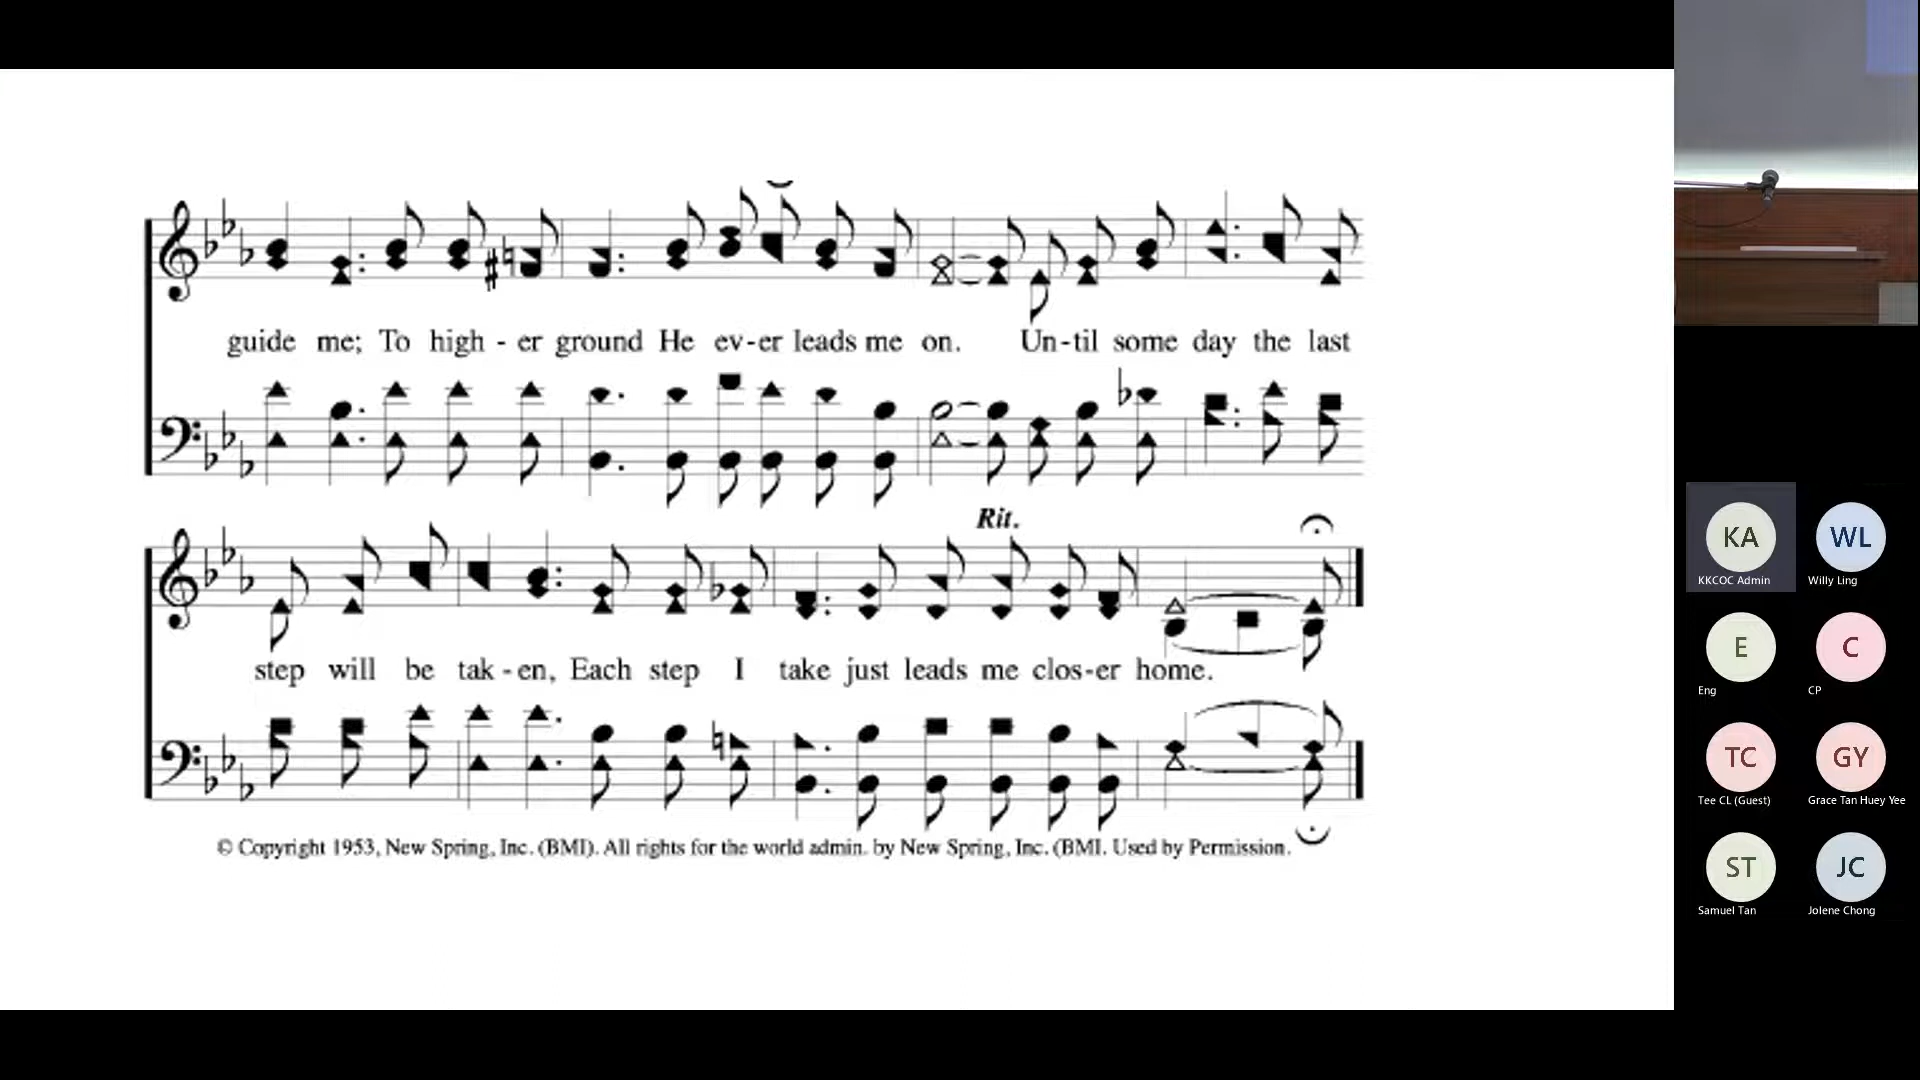 guide me; To high - er ground He ev-er leads me on. Un-til some day the last
Rit.
step will be tak - en, Each step I take just leads me clos-er home.
© Copyright 1953, New Spring, Inc. (BMI). All rights for the world admin. by New Spring, Inc. (BMI. Used by Permission.
KA
KKCOC Admin
WL
Willy Ling
E
Eng
C
CP
TC
Tee CL (Guest)
GY
Grace Tan Huey Yee
ST
Samuel Tan
JC
Jolene Chong